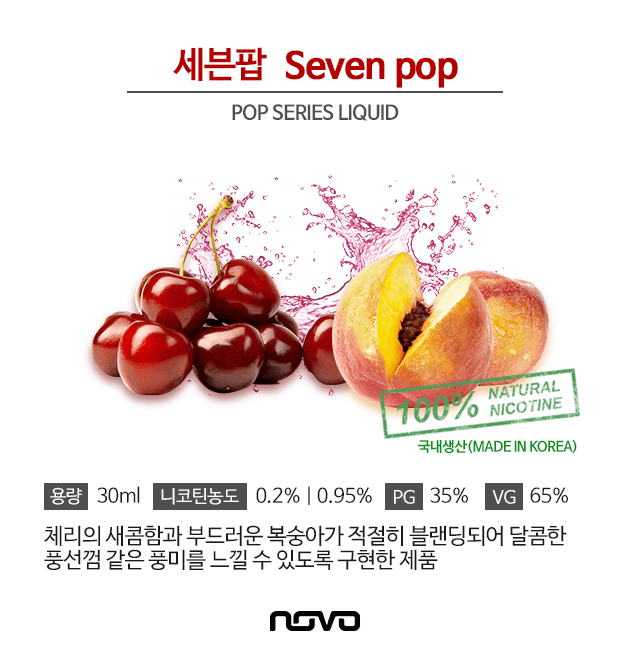 세븐팝 Seven pop
POP SERIES LIQUID
100% NATURAL NICOTINE
국내생산(MADE IN KOREA)
용량 30ml 니코틴농도 0.2% | 0.95% PG 35% VG 65%
체리의 새콤함과 부드러운 복숭아가 적절히 블랜딩되어 달콤한
풍선껌 같은 풍미를 느낄 수 있도록 구현한 제품
novo